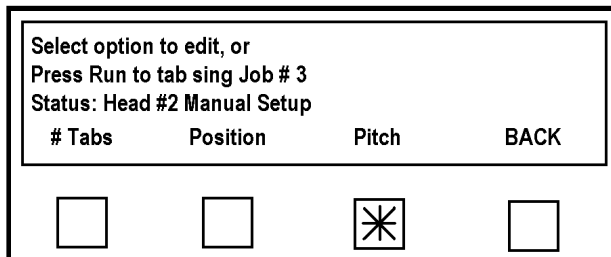 Select option to edit, or
Press Run to tab sing Job # 3
Status: Head #2 Manual Setup
# Tabs Position Pitch BACK